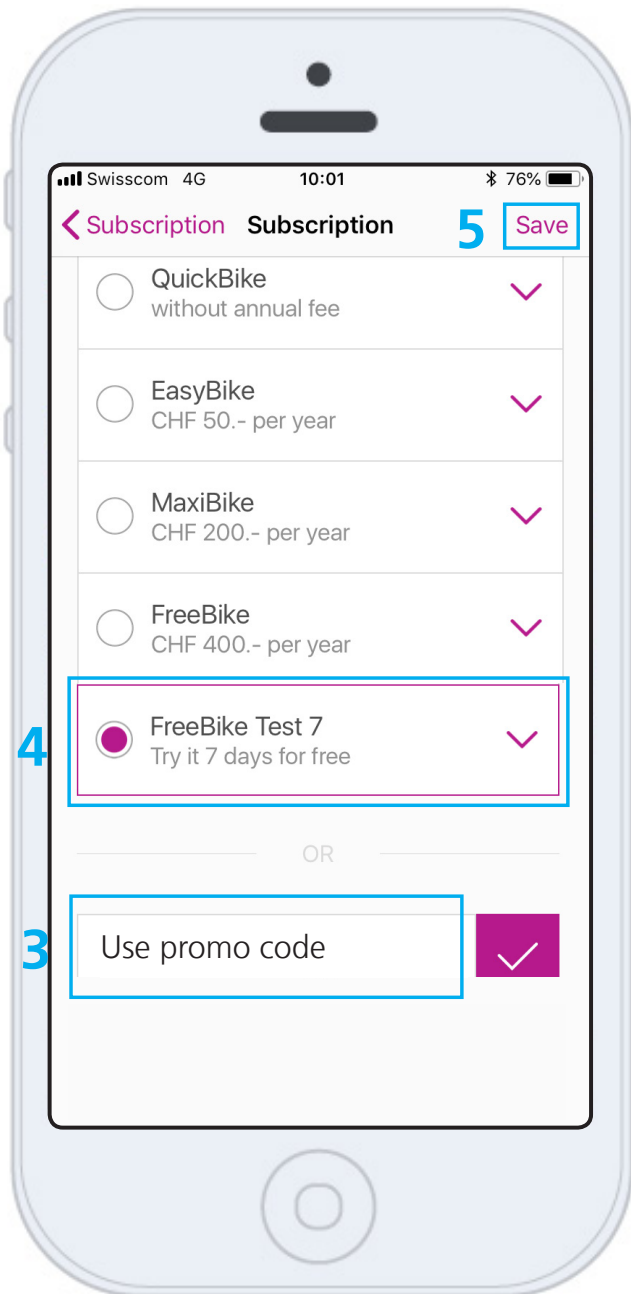 Swisscom 4G 10:01 76%
Subscription Subscription 5 Save
QuickBike
without annual fee
EasyBike
CHF 50.- per year
MaxiBike
CHF 200.- per year
FreeBike
CHF 400.- per year
4 FreeBike Test 7
Try it 7 days for free
OR
3 Use promo code